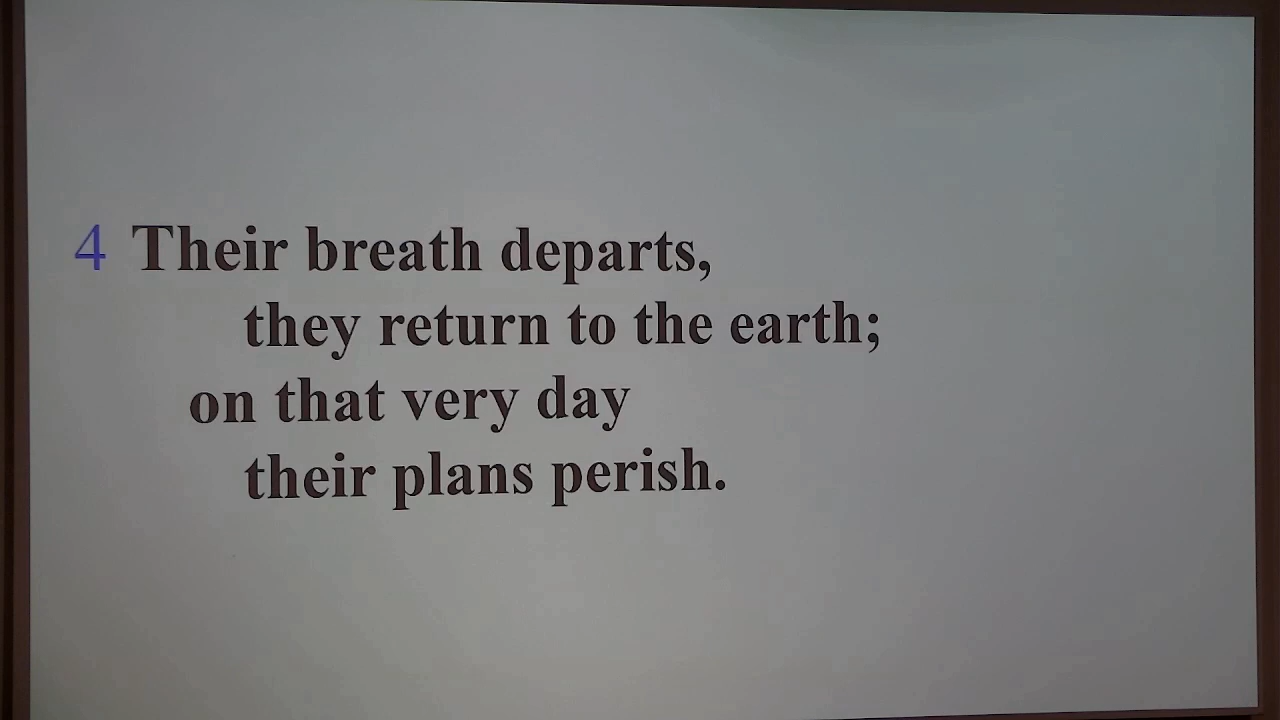 4 Their breath departs,
they return to the earth;
on that very day
their plans perish.